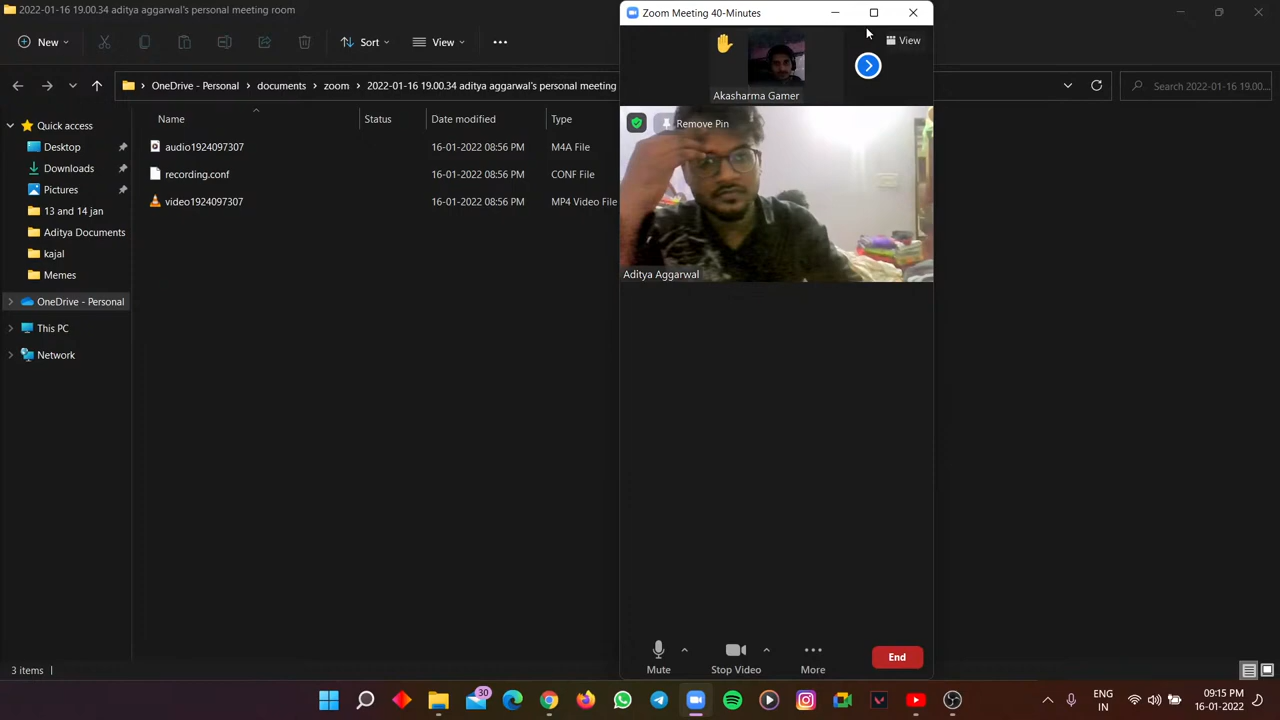 2022-01-16 19.00.34 aditya aggarwal's personal meeting room
New
Sort
View
OneDrive - Personal > documents > zoom > 2022-01-16 19.00.34 aditya aggarwal's personal meeting
Search 2022-01-16 19.00....
Quick access
Desktop
Downloads
Pictures
13 and 14 jan
Aditya Documents
kajal
Memes
OneDrive - Personal
This PC
Network
Name Status Date modified Type
audio1924097307 16-01-2022 08:56 PM M4A File
recording.conf 16-01-2022 08:56 PM CONF File
video1924097307 16-01-2022 08:56 PM MP4 Video File
3 items
Zoom Meeting 40-Minutes
View
Akasharma Gamer
Remove Pin
Aditya Aggarwal
Mute
Stop Video
More
End
30
ENG
IN
09:15 PM
16-01-2022